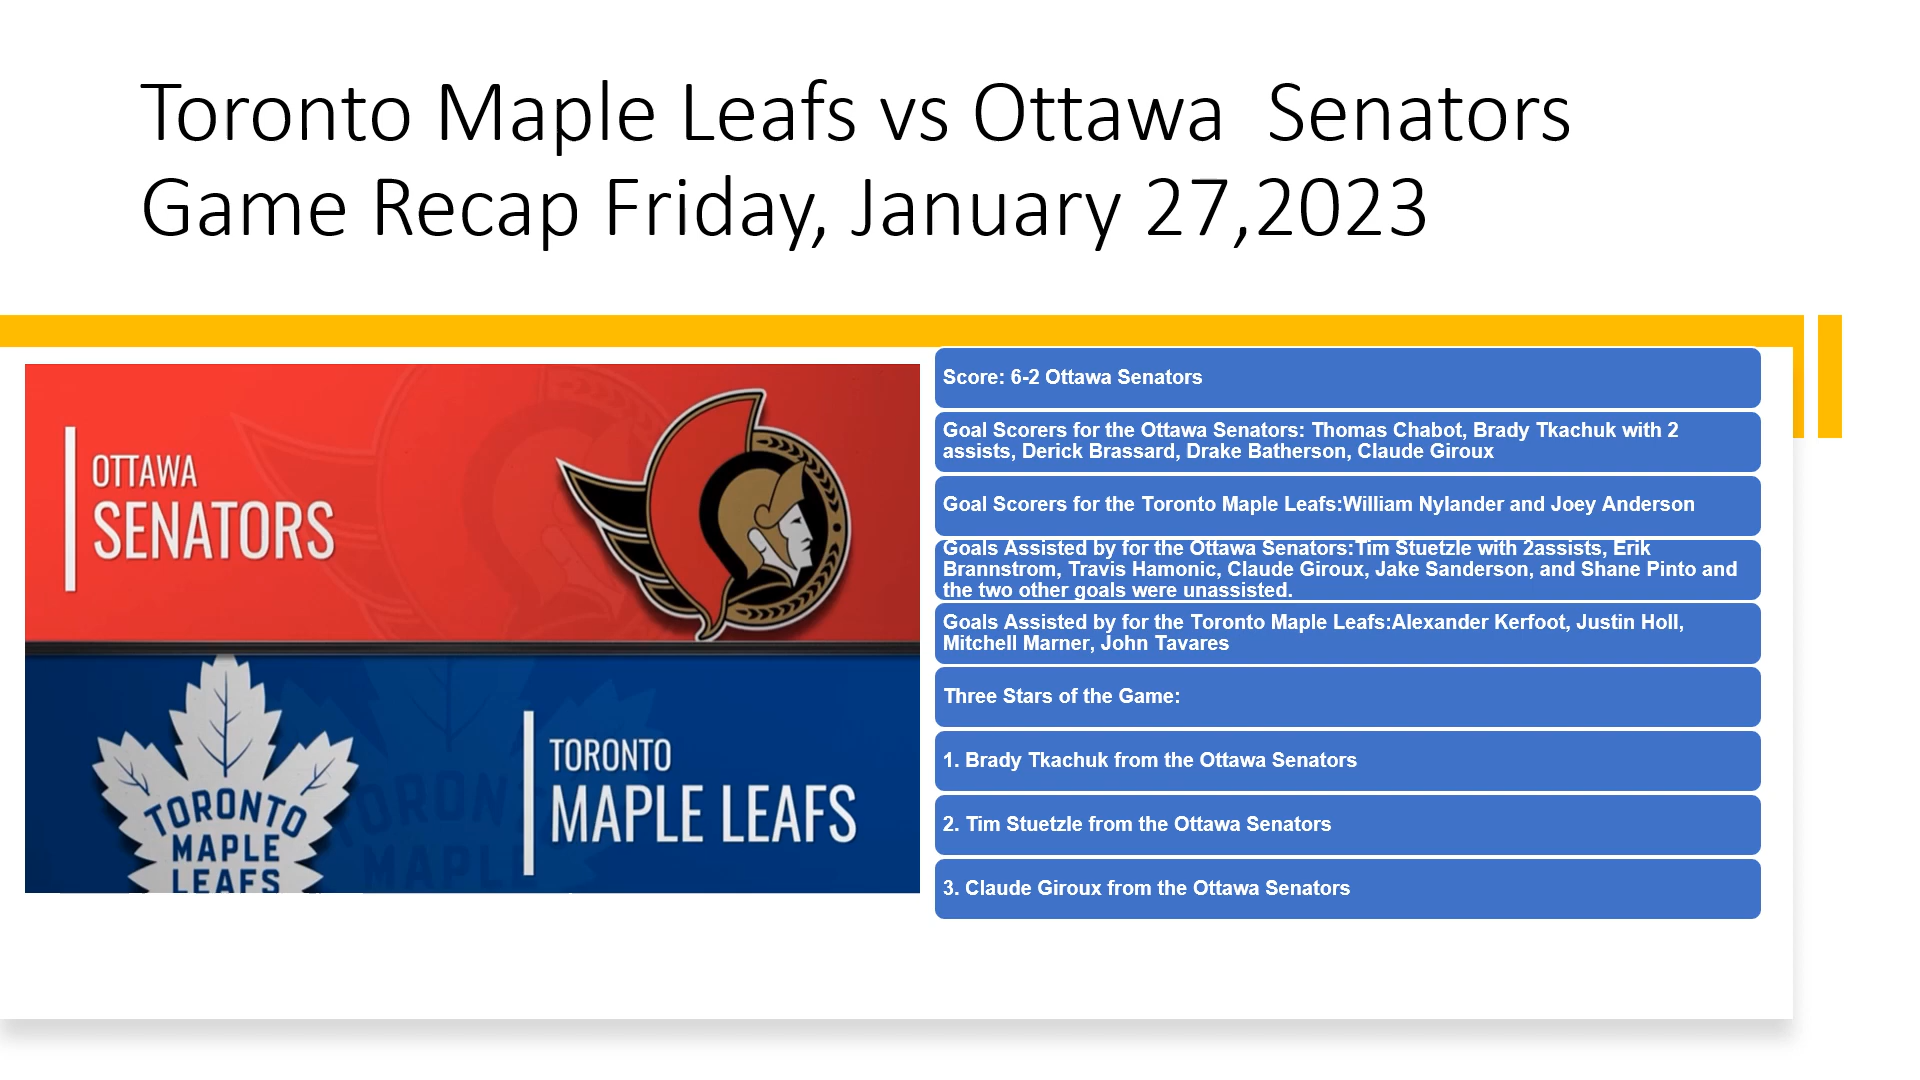 Toronto Maple Leafs vs Ottawa  Senators
Game Recap Friday, January 27,2023
OTTAWA
SENATORS
TORONTO
MAPLE
LEAFS
TORONTO
MAPLE LEAFS
Score: 6-2 Ottawa Senators
Goal Scorers for the Ottawa Senators: Thomas Chabot, Brady Tkachuk with 2
assists, Derick Brassard, Drake Batherson, Claude Giroux
Goal Scorers for the Toronto Maple Leafs:William Nylander and Joey Anderson
Goals Assisted by for the Ottawa Senators:Tim Stuetzle with 2assists, Erik
Brannstrom, Travis Hamonic, Claude Giroux, Jake Sanderson, and Shane Pinto and
the two other goals were unassisted.
Goals Assisted by for the Toronto Maple Leafs:Alexander Kerfoot, Justin Holl,
Mitchell Marner, John Tavares
Three Stars of the Game:
1. Brady Tkachuk from the Ottawa Senators
2. Tim Stuetzle from the Ottawa Senators
3. Claude Giroux from the Ottawa Senators